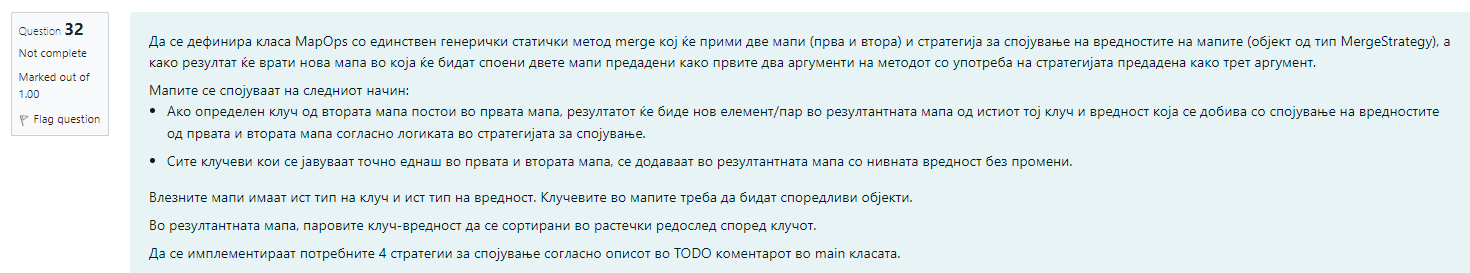 Question 32
Not complete
Marked out of
1.00
Flag question
Да се дефинира класа MapOps со единствен генерички статички метод merge кој ќе прими две мапи (прва и втора) и стратегија за спојување на вредностите на мапите (објект од тип MergeStrategy), а
како резултат ќе врати нова мапа во која ќе бидат споени двете мапи предадени како првите два аргументи на методот со употреба на стратегијата предадена како трет аргумент.
Мапите се спојуваат на следниот начин:
• Ако определен клуч од втората мапа постои во првата мапа, резултатот ќе биде нов елемент/пар во резултантната мапа од истиот тој клуч и вредност која се добива со спојување на вредностите
од првата и втората мапа согласно логиката во стратегијата за спојување.
• Сите клучеви кои се јавуваат точно еднаш во првата и втората мапа, се додаваат во резултантната мапа со нивната вредност без промени.
Влезните мапи имаат ист тип на клуч и ист тип на вредност. Клучевите во мапите треба да бидат споредливи објекти.
Во резултантната мапа, паровите клуч-вредност да се сортирани во растечки редослед според клучот.
Да се имплементираат потребните 4 стратегии за спојување согласно описот во TODO коментарот во main класата.